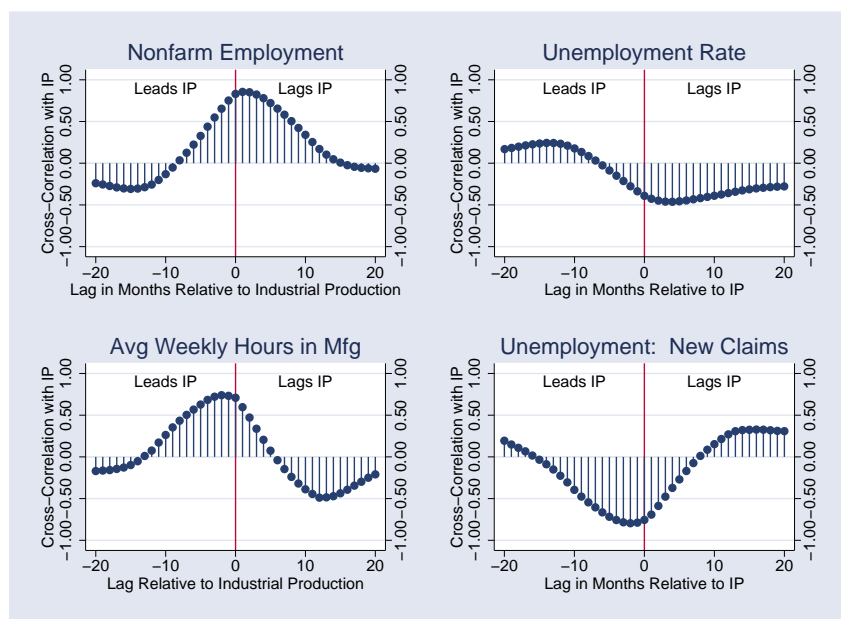 Nonfarm Employment
Leads IP Lags IP
Cross−Correlation with IP
−1.00 −0.50 0.00 0.50 1.00
−1.00 −0.50 0.00 0.50 1.00
−20 −10 0 10 20
Lag in Months Relative to Industrial Production
Unemployment Rate
Leads IP Lags IP
Cross−Correlation with IP
−1.00 −0.50 0.00 0.50 1.00
−1.00 −0.50 0.00 0.50 1.00
−20 −10 0 10 20
Lag in Months Relative to IP
Avg Weekly Hours in Mfg
Leads IP Lags IP
Cross−Correlation with IP
−1.00 −0.50 0.00 0.50 1.00
−1.00 −0.50 0.00 0.50 1.00
−20 −10 0 10 20
Lag Relative to Industrial Production
Unemployment: New Claims
Leads IP Lags IP
Cross−Correlation with IP
−1.00 −0.50 0.00 0.50 1.00
−1.00 −0.50 0.00 0.50 1.00
−20 −10 0 10 20
Lag in Months Relative to IP